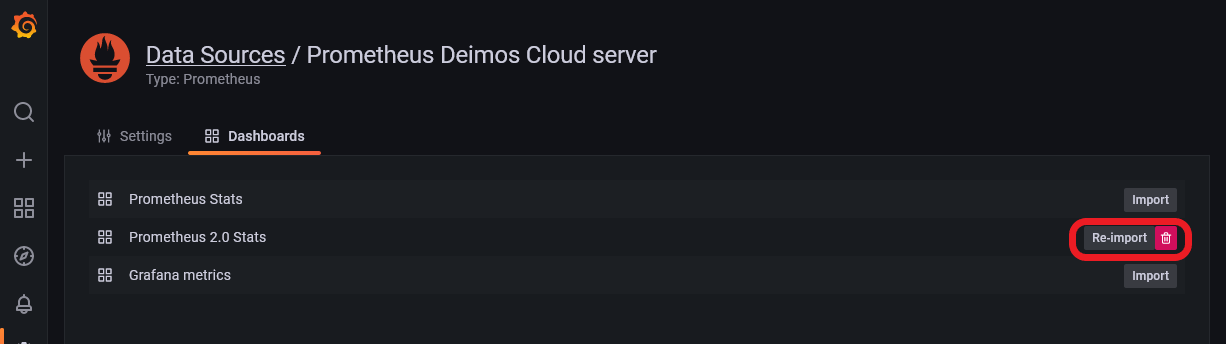 Data Sources / Prometheus Deimos Cloud server
Type: Prometheus
Settings Dashboards
Prometheus Stats Import
Prometheus 2.0 Stats Re-import
Grafana metrics Import